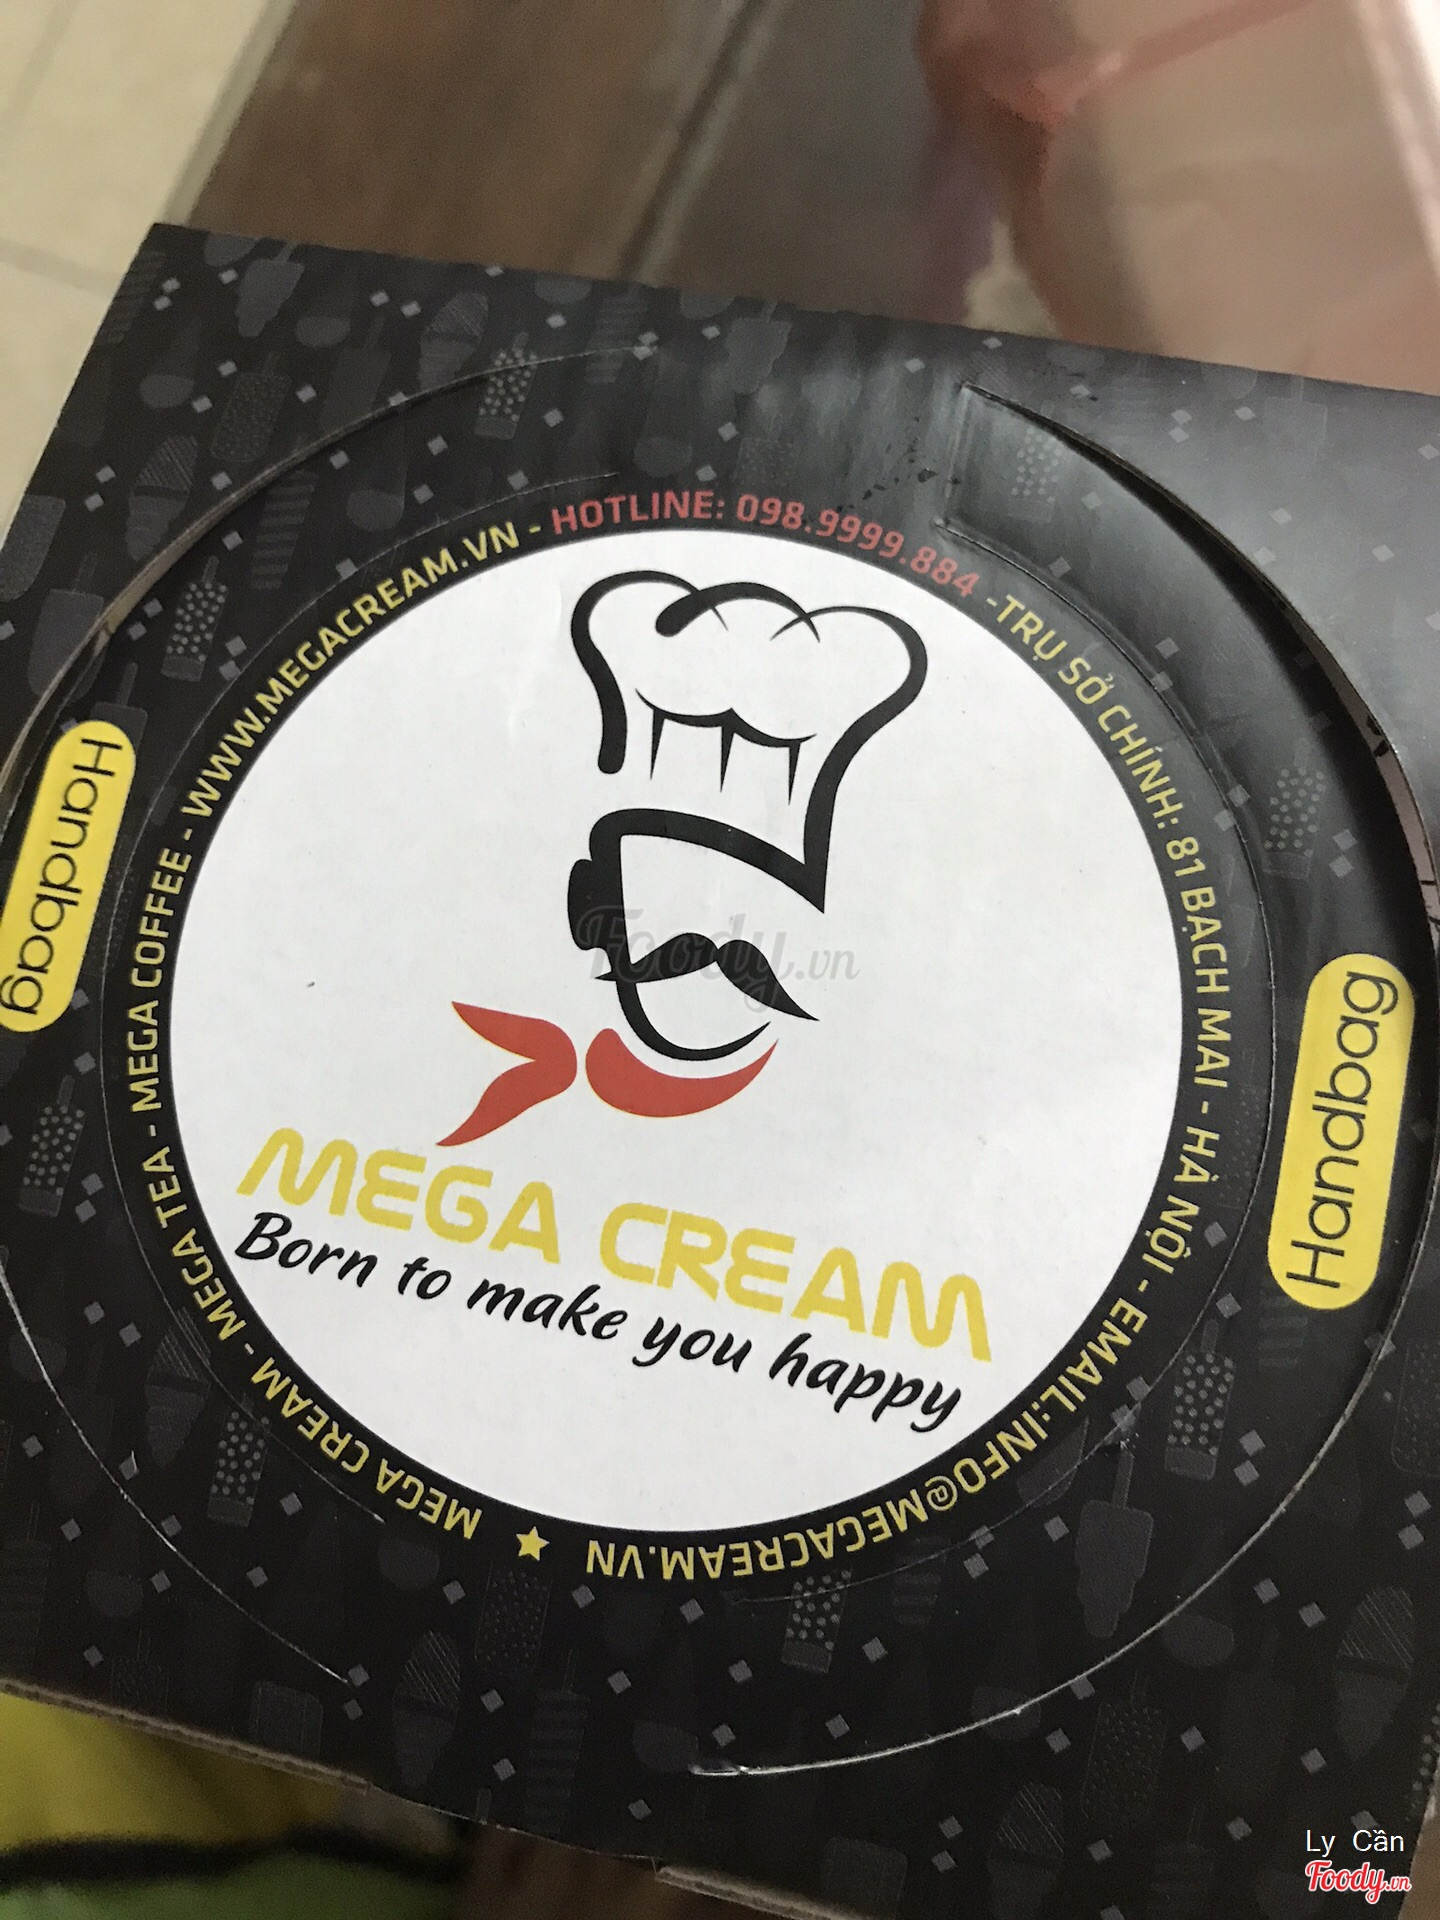 MEGA CREAM - MEGA TEA - MEGA COFFEE - WWW.MEGACREAM.VN - HOTLINE: 098.9999.884 -TRỤ SỞ CHÍNH: 81 BẠCH MAI - HÀ NỘI - EMAIL:INFO@MEGACREAM.VN
Handbag
Handbag
Foody.vn
MEGA CREAM
Born to make you happy
Ly Cần
Foody.vn